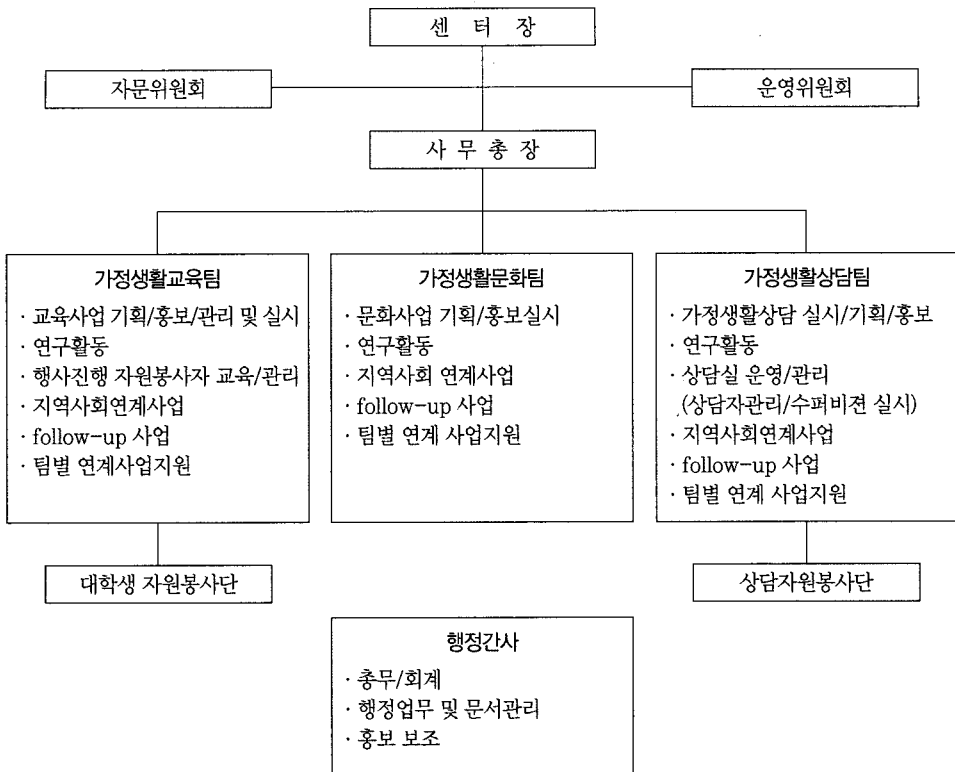 센 터 장
자문위원회
운영위원회
사 무 총 장
가정생활교육팀
· 교육사업 기획/홍보/관리 및 실시
· 연구활동
· 행사진행 자원봉사자 교육/관리
· 지역사회연계사업
· follow-up 사업
· 팀별 연계사업지원
가정생활문화팀
· 문화사업 기획/홍보실시
· 연구활동
· 지역사회 연계사업
· follow-up 사업
· 팀별 연계 사업지원
가정생활상담팀
· 가정생활상담 실시/기획/홍보
· 연구활동
· 상담실 운영/관리
(상담자관리/수퍼비젼 실시)
· 지역사회연계사업
· follow-up 사업
· 팀별 연계 사업지원
대학생 자원봉사단
상담자원봉사단
행정간사
· 총무/회계
· 행정업무 및 문서관리
· 홍보 보조